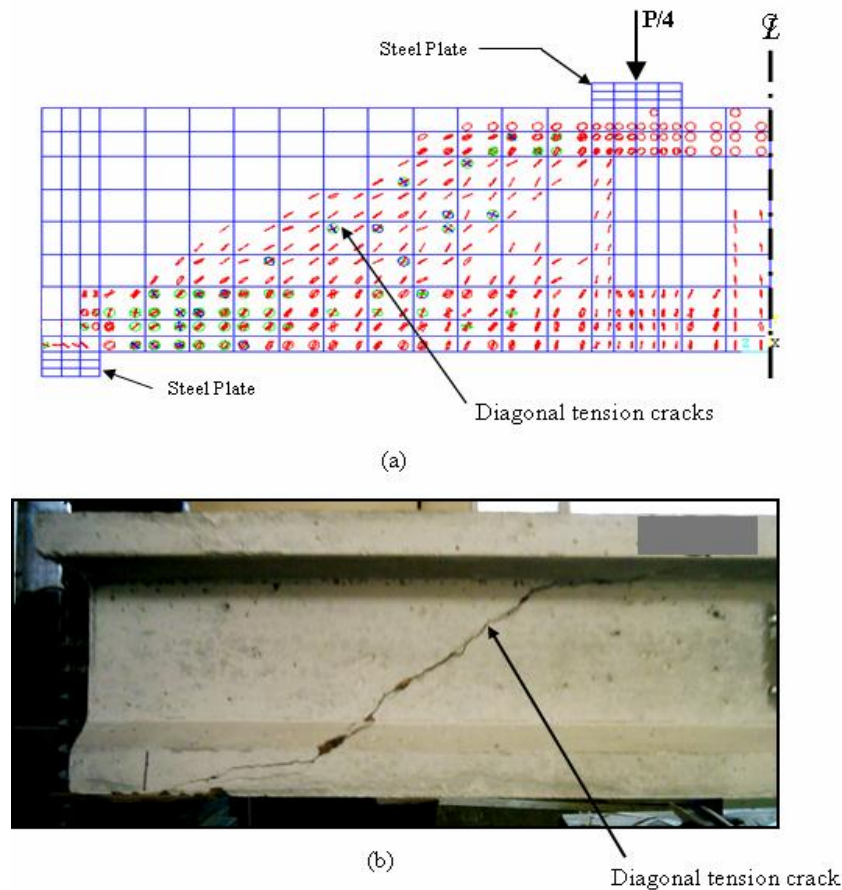 P/4
℄
Steel Plate
Z
X
Steel Plate
Diagonal tension cracks
(a)
(b)
Diagonal tension crack